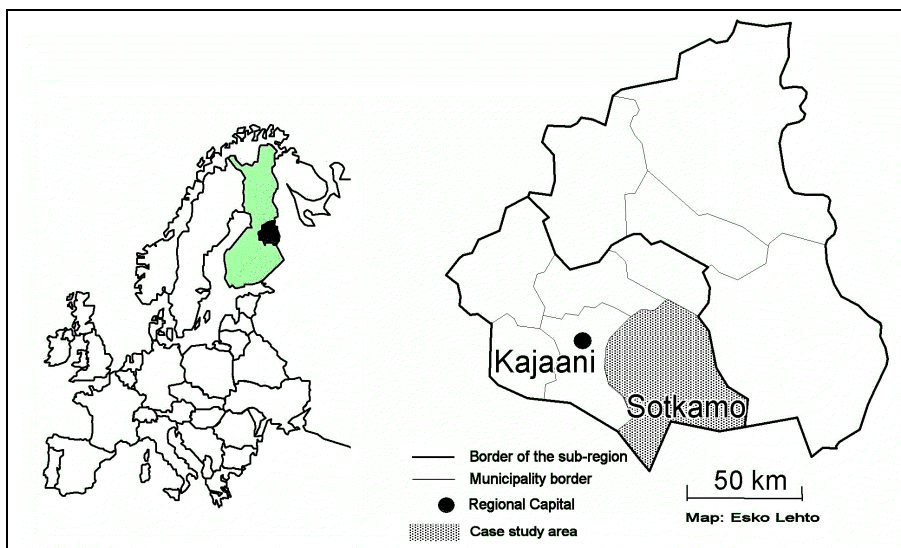 Kajaani
Sotkamo
Border of the sub-region
Municipality border
Regional Capital
Case study area
50 km
Map: Esko Lehto